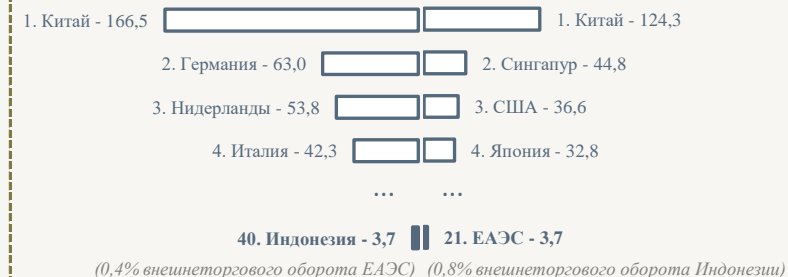 1. Китай - 166,5 1. Китай - 124,3
2. Германия - 63,0 2. Сингапур - 44,8
3. Нидерланды - 53,8 3. США - 36,6
4. Италия - 42,3 4. Япония - 32,8
... ...
40. Индонезия - 3,7 21. ЕАЭС - 3,7
(0,4% внешнеторгового оборота ЕАЭС) (0,8% внешнеторгового оборота Индонезии)